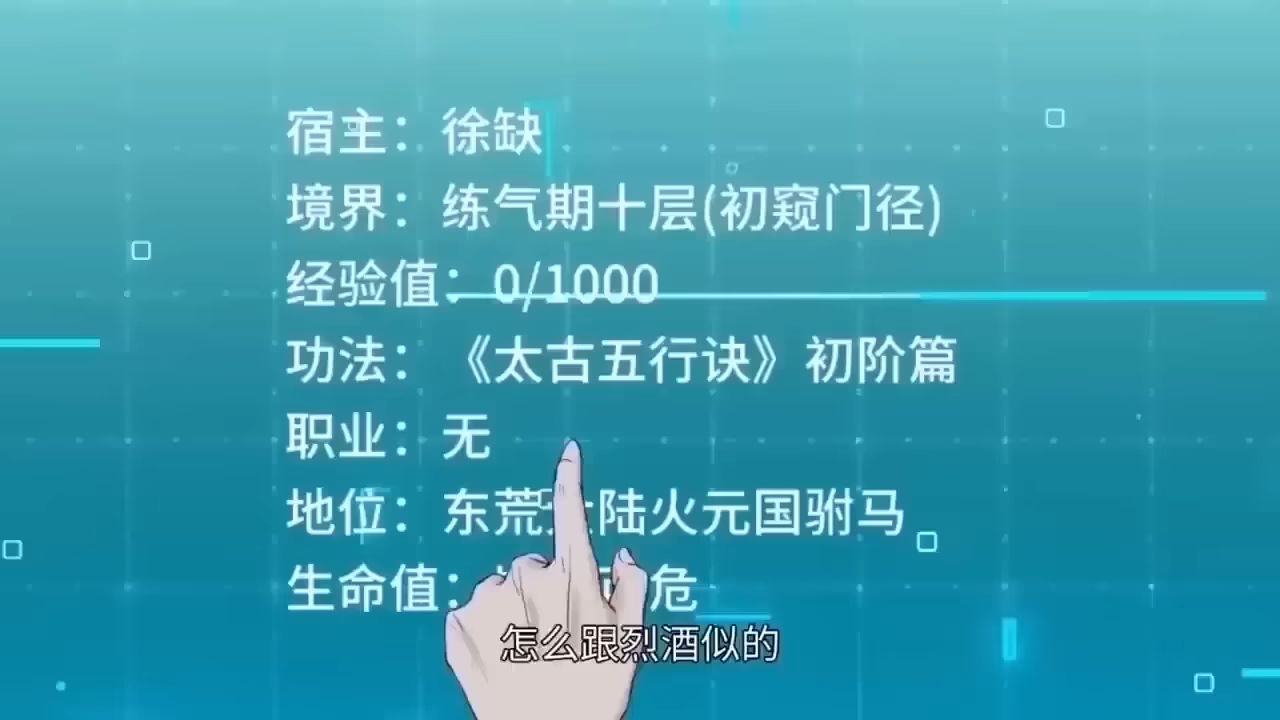 宿主：徐缺
境界：练气期十层(初窥门径)
经验值：0/1000
功法：《太古五行诀》初阶篇
职业：无
地位：东荒大陆火元国驸马
生命值：危
怎么跟烈酒似的